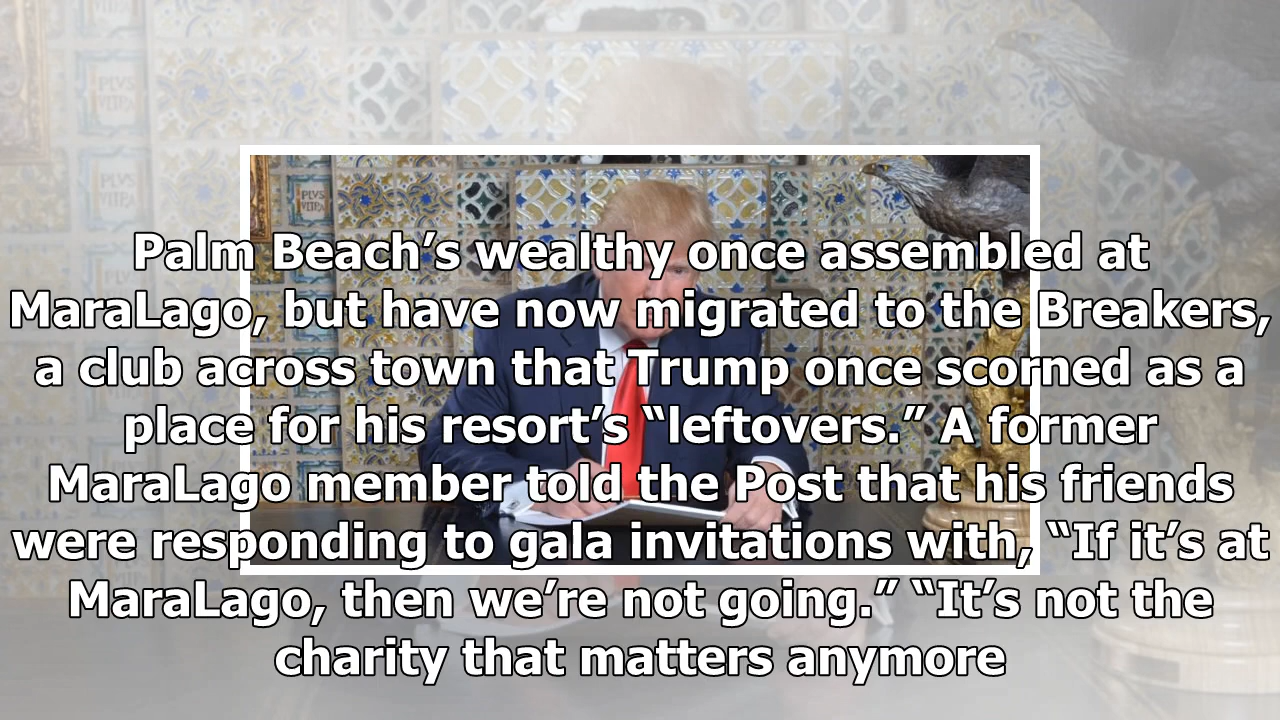 PLVS
VLTRA
Palm Beach’s wealthy once assembled at
MaraLago, but have now migrated to the Breakers,
a club across town that Trump once scorned as a
place for his resort’s “leftovers.” A former
MaraLago member told the Post that his friends
were responding to gala invitations with, “If it’s at
MaraLago, then we’re not going.” “It’s not the
charity that matters anymore